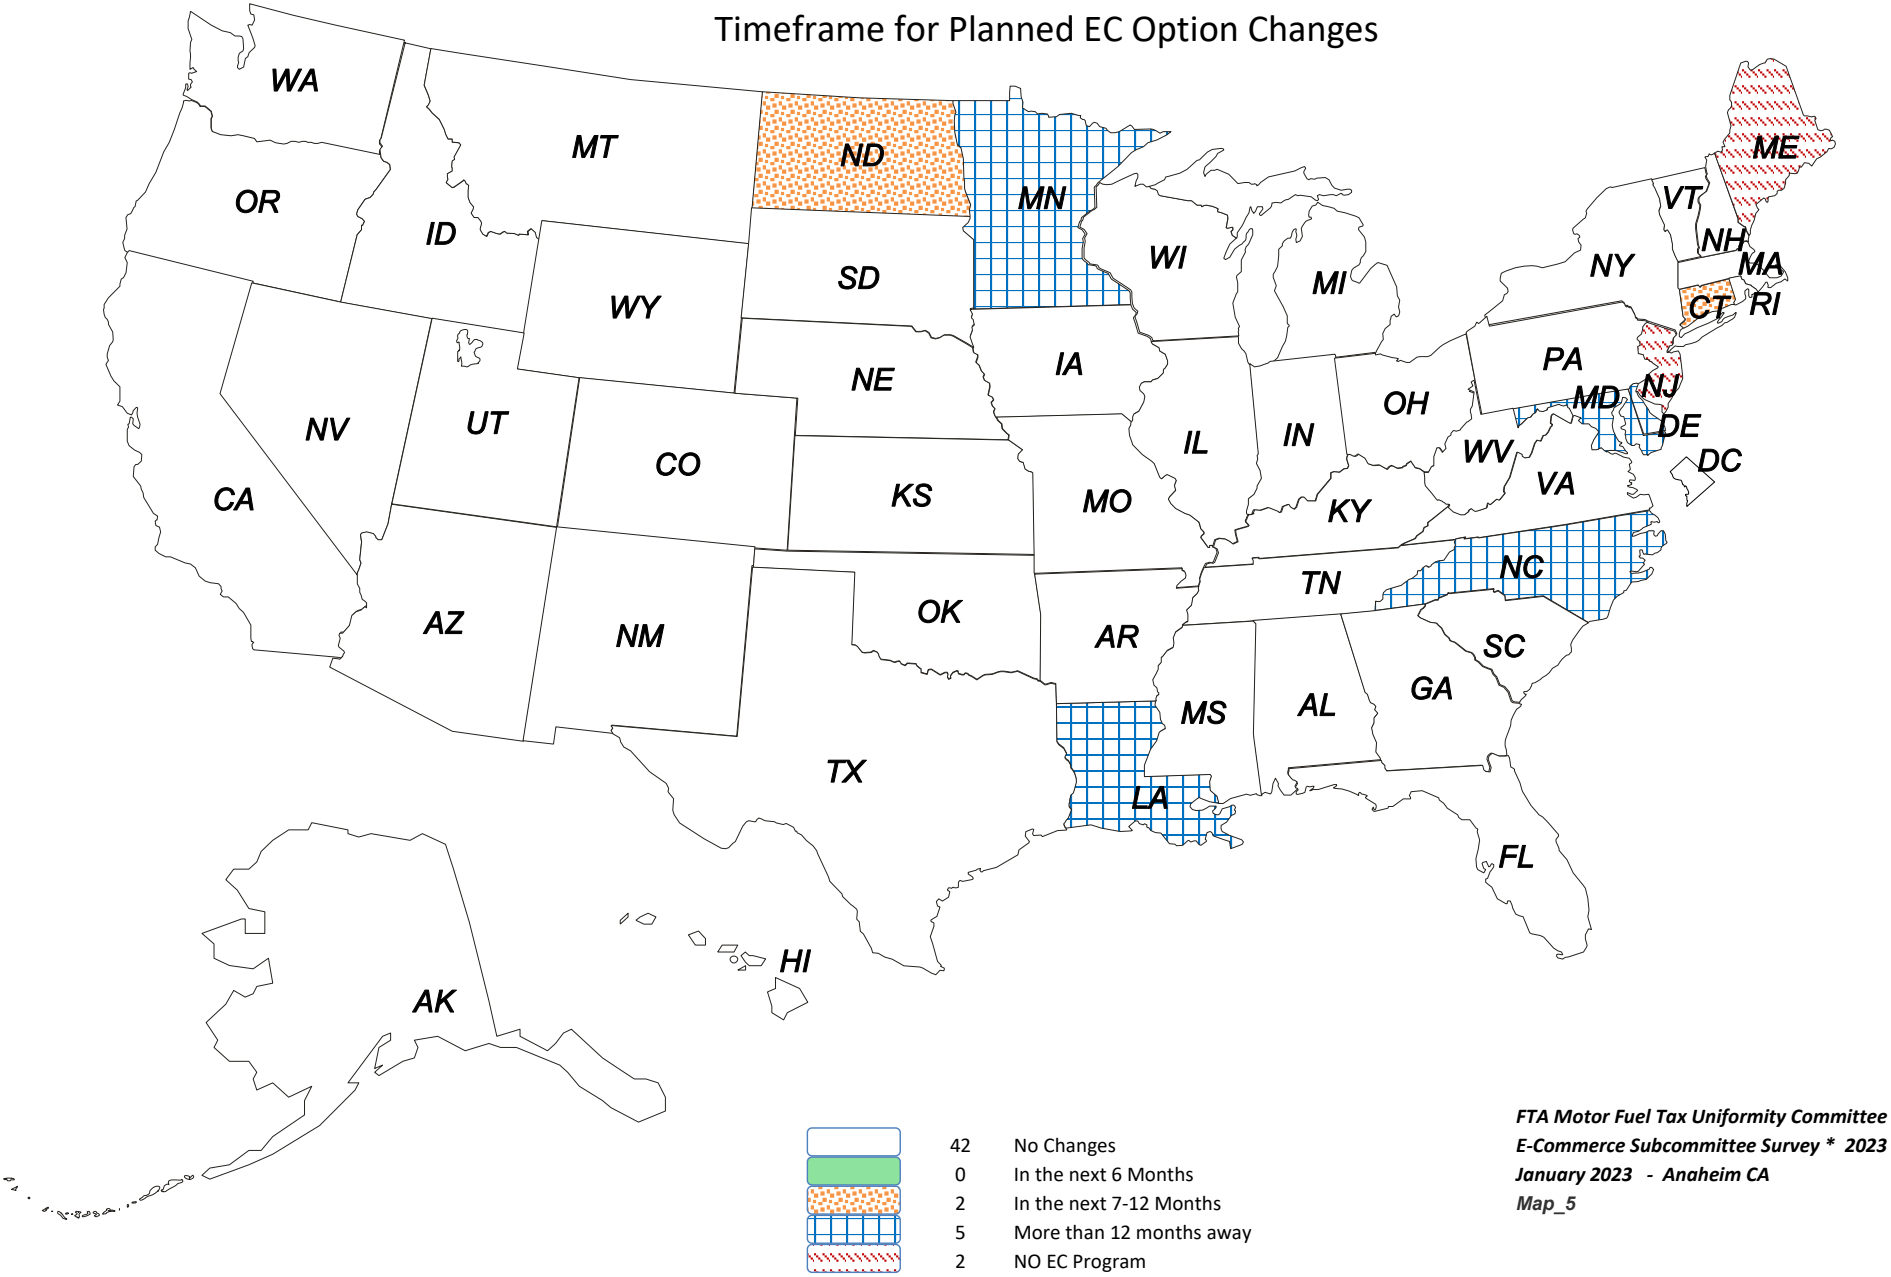 Timeframe for Planned EC Option Changes
WA
MT
ND
ME
OR
MN
VT
ID
NH
WI
NY
MA
SD
MI
WY
CT RI
IA
PA
NE
NJ
MD
NV
UT
OH
DE
IL
IN
WV
DC
CO
CA
KS
MO
KY
VA
NC
TN
AZ
NM
OK
AR
SC
GA
MS
AL
TX
LA
FL
HI
AK
42 No Changes
0 In the next 6 Months
2 In the next 7-12 Months
5 More than 12 months away
2 NO EC Program
FTA Motor Fuel Tax Uniformity Committee
E-Commerce Subcommittee Survey * 2023
January 2023 - Anaheim CA
Map_5